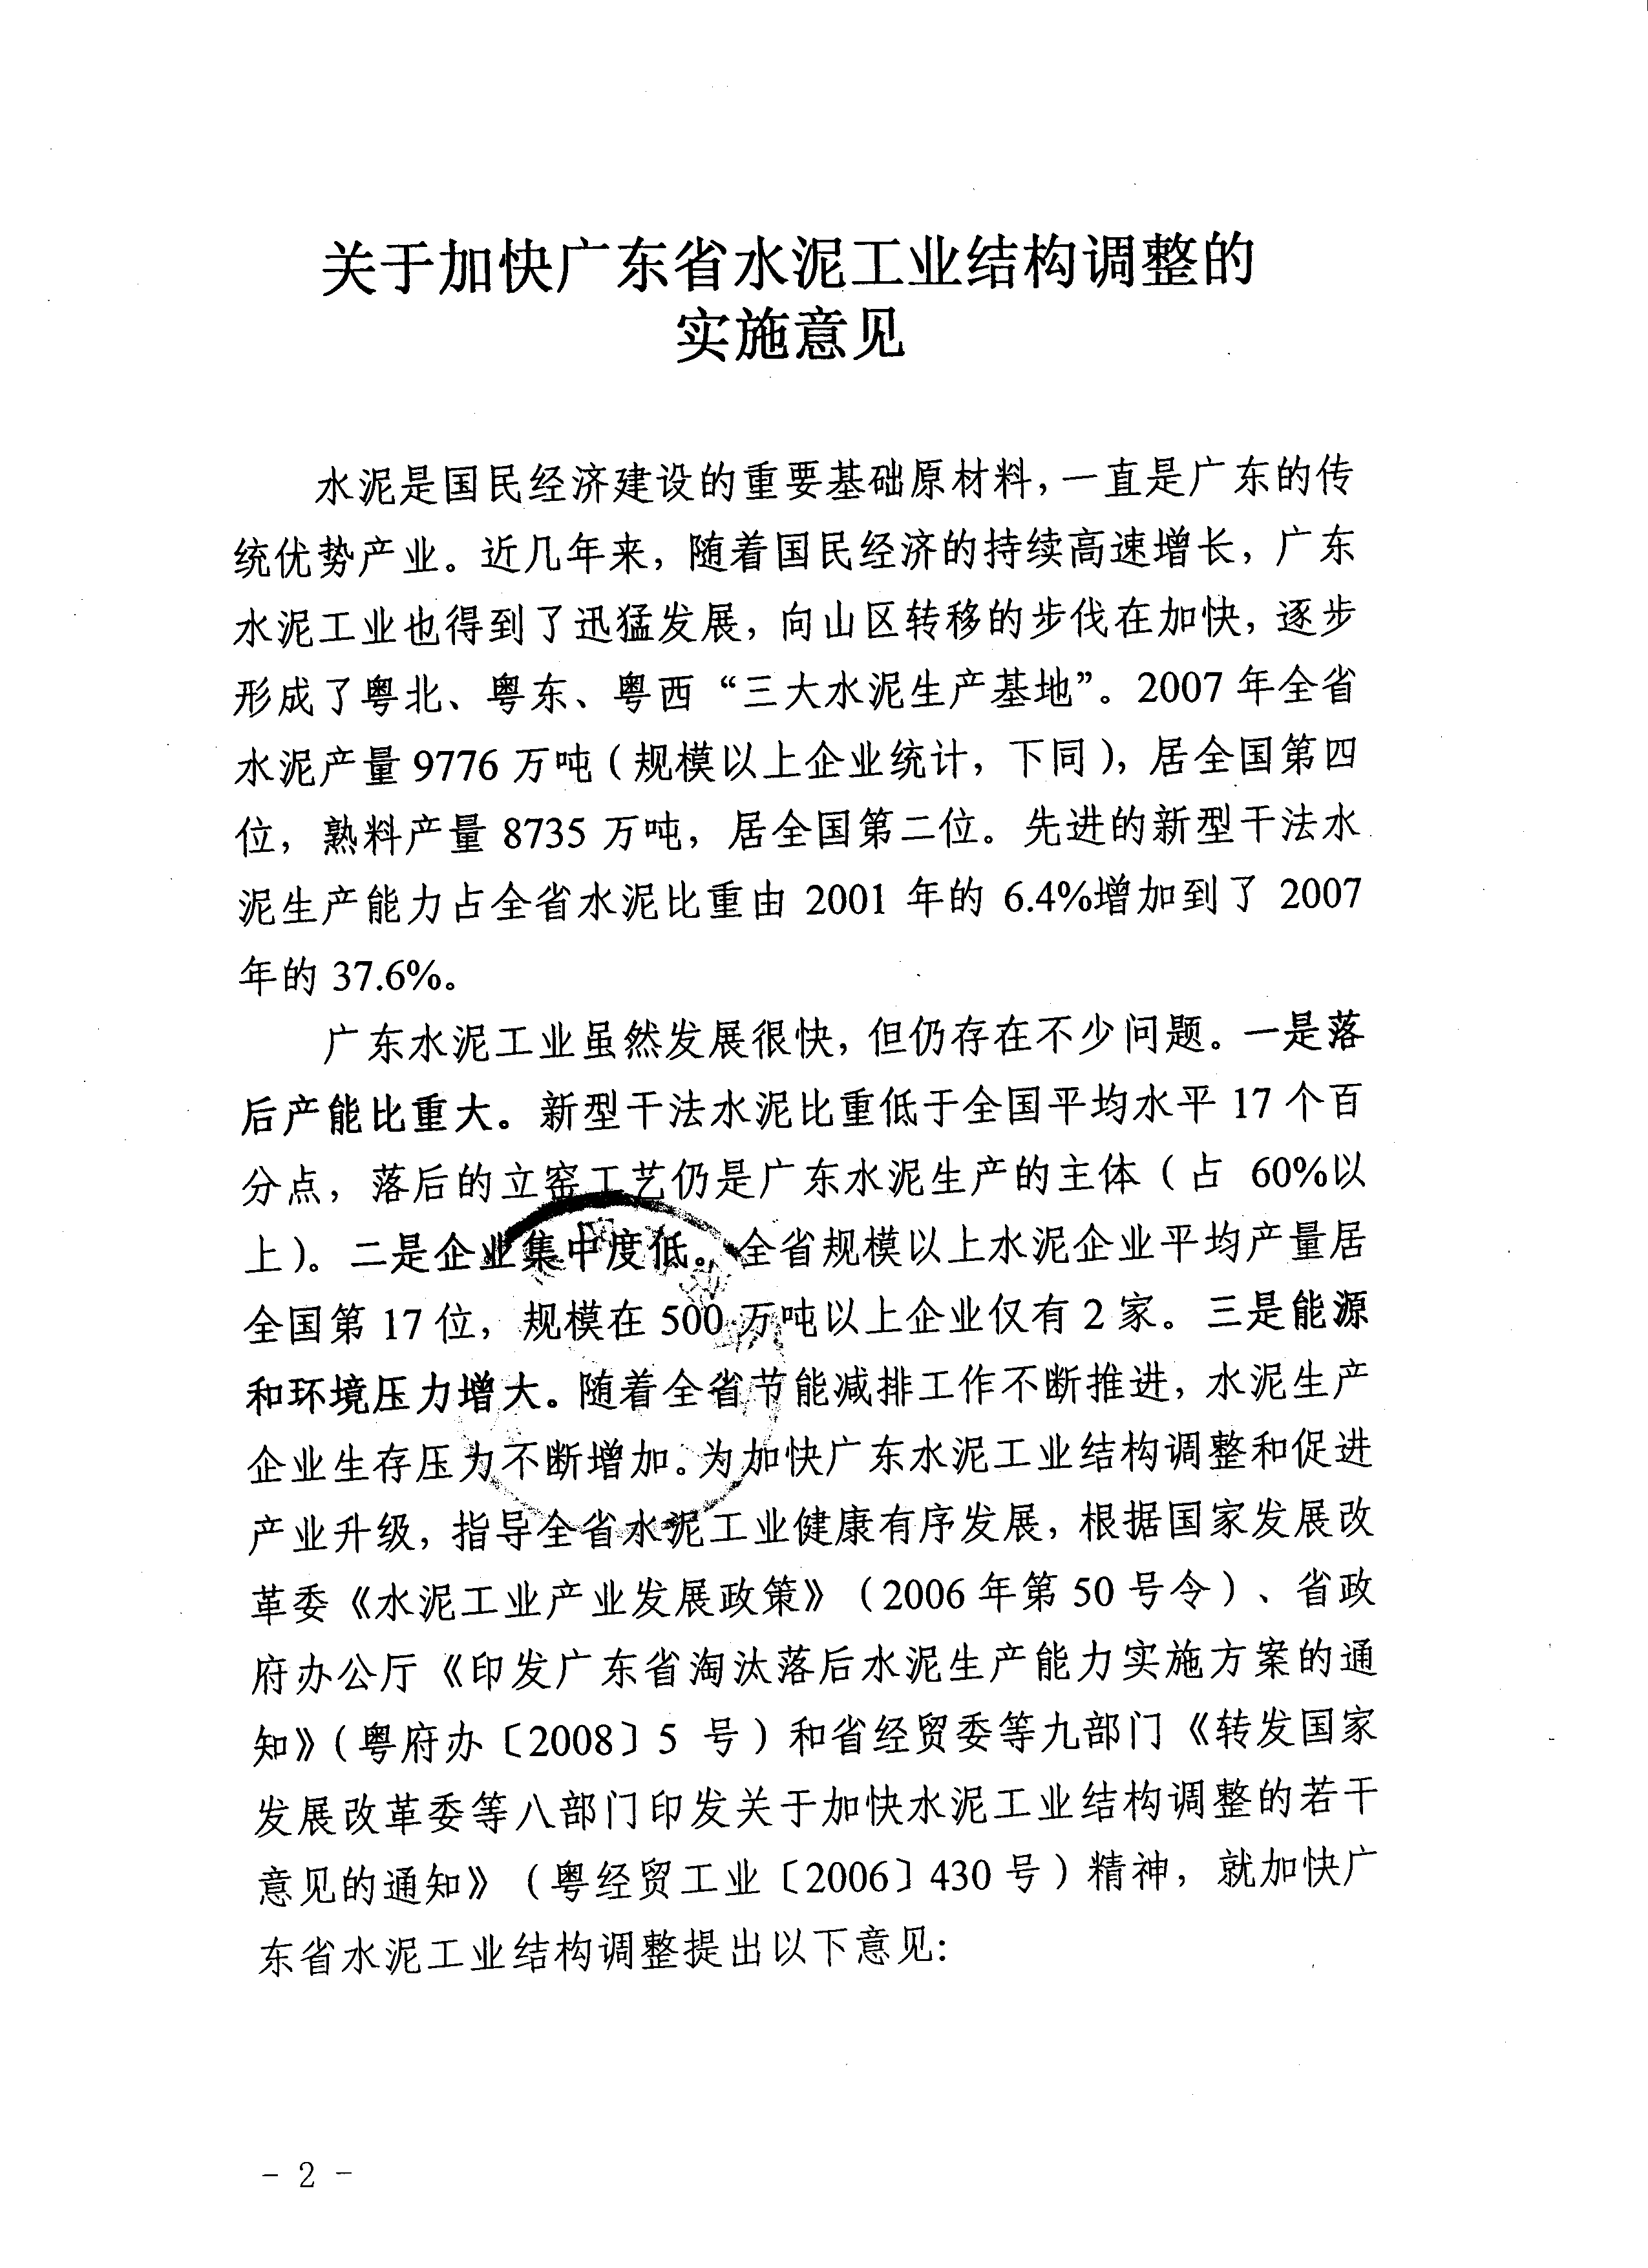 关于加快广东省水泥工业结构调整的
实施意见
水泥是国民经济建设的重要基础原材料，一直是广东的传
统优势产业。近几年来，随着国民经济的持续高速增长，广东
水泥工业也得到了迅猛发展，向山区转移的步伐在加快，逐步
形成了粤北、粤东、粤西“三大水泥生产基地”。2007 年全省
水泥产量 9776 万吨（规模以上企业统计，下同），居全国第四
位，熟料产量 8735 万吨，居全国第二位。先进的新型干法水
泥生产能力占全省水泥比重由 2001 年的 6.4%增加到了 2007
年的 37.6%。
广东水泥工业虽然发展很快，但仍存在不少问题。一是落
后产能比重大。新型干法水泥比重低于全国平均水平 17 个百
分点，落后的立窑工艺仍是广东水泥生产的主体（占 60%以
上）。二是企业集中度低。全省规模以上水泥企业平均产量居
全国第 17 位，规模在 500 万吨以上企业仅有 2 家。三是能源
和环境压力增大。随着全省节能减排工作不断推进，水泥生产
企业生存压力不断增加。为加快广东水泥工业结构调整和促进
产业升级，指导全省水泥工业健康有序发展，根据国家发展改
革委《水泥工业产业发展政策》（2006 年第 50 号令）、省政
府办公厅《印发广东省淘汰落后水泥生产能力实施方案的通
知》（粤府办〔2008〕5 号）和省经贸委等九部门《转发国家
发展改革委等八部门印发关于加快水泥工业结构调整的若干
意见的通知》（粤经贸工业〔2006〕430 号）精神，就加快广
东省水泥工业结构调整提出以下意见：
- 2 -